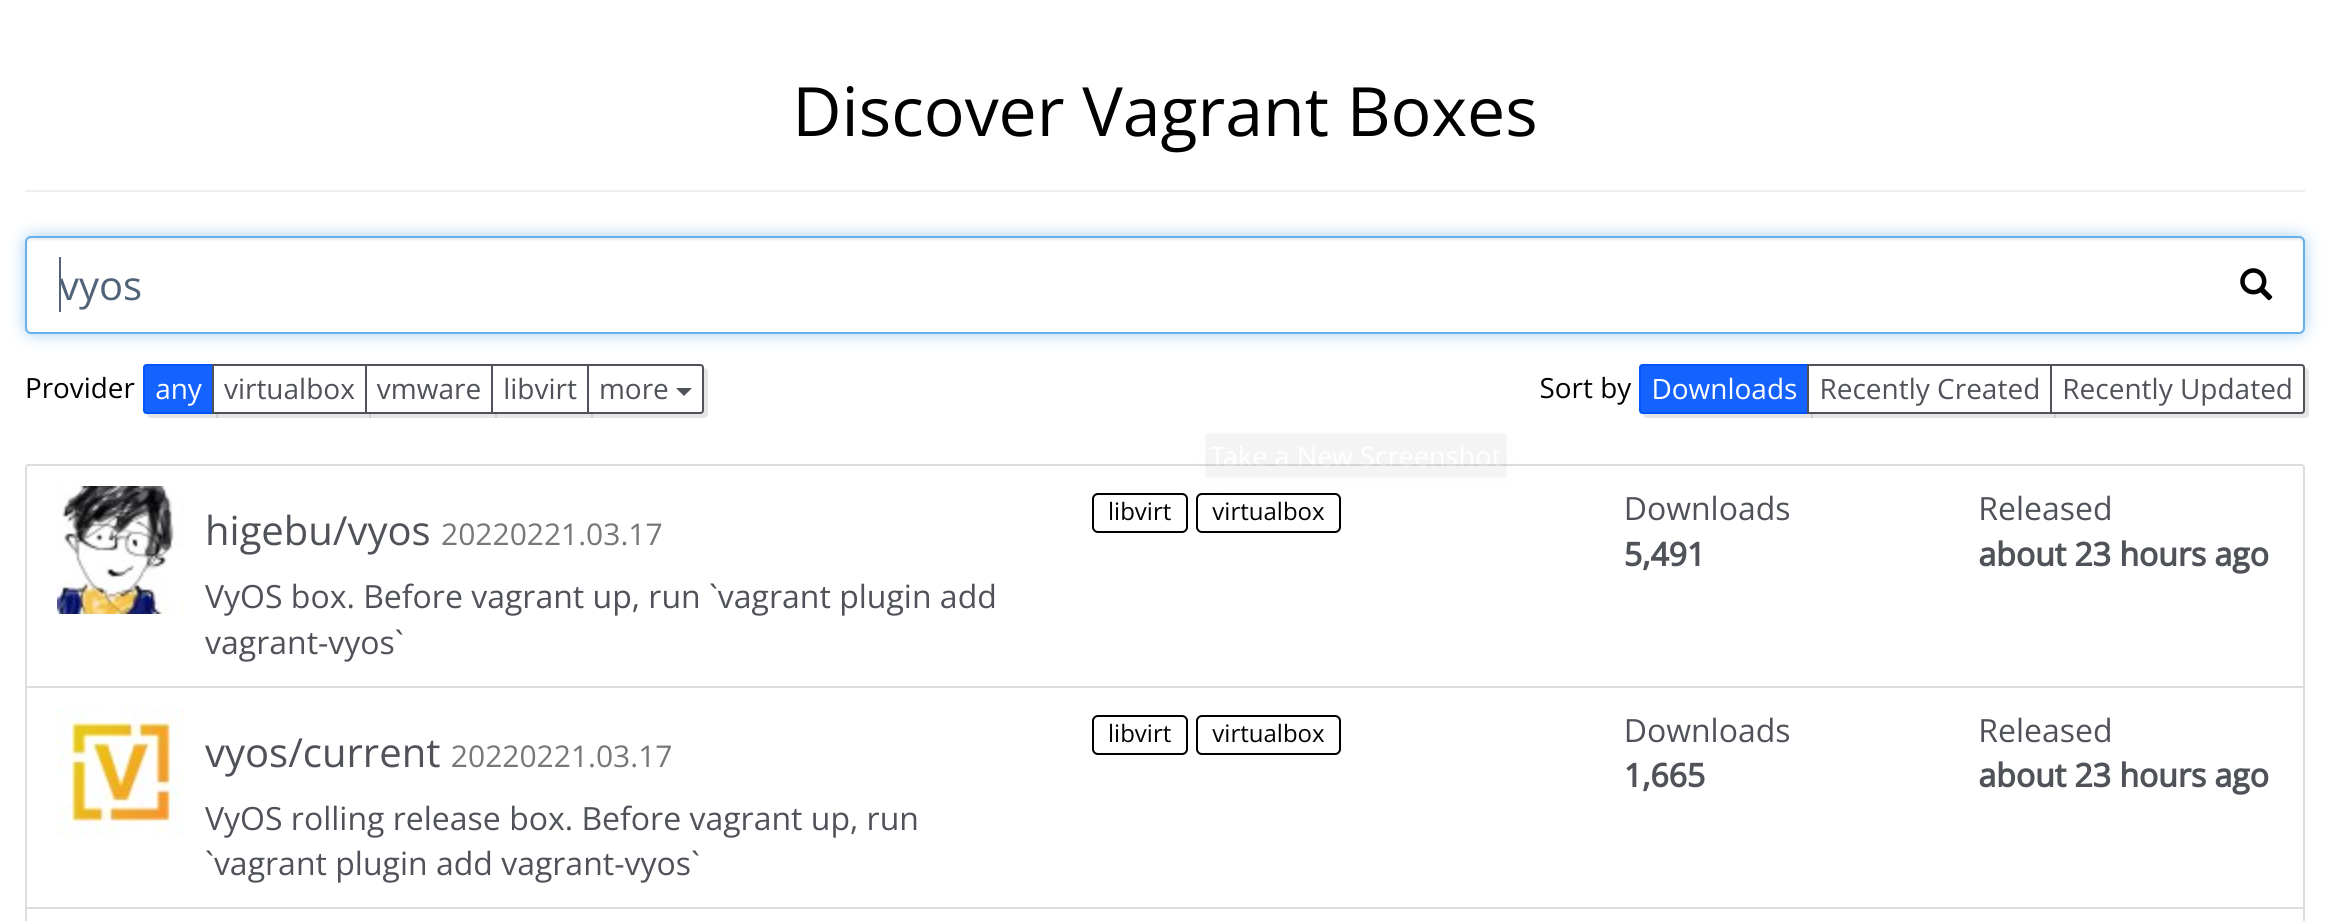 Discover Vagrant Boxes
vyos
Provider any virtualbox vmware libvirt more Sort by Downloads Recently Created Recently Updated
Take a New Screenshot
higebu/vyos 20220221.03.17 libvirt virtualbox Downloads Released
5,491 about 23 hours ago
VyOS box. Before vagrant up, run `vagrant plugin add
vagrant-vyos`
V
vyos/current 20220221.03.17 libvirt virtualbox Downloads Released
1,665 about 23 hours ago
VyOS rolling release box. Before vagrant up, run
`vagrant plugin add vagrant-vyos`